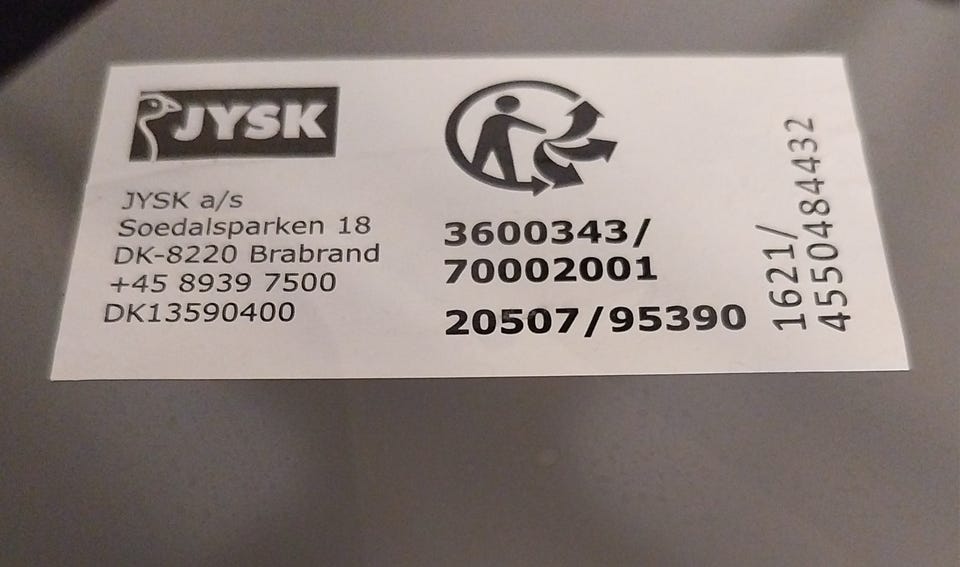 JYSK
JYSK a/s
Soedalsparken 18
DK-8220 Brabrand
+45 8939 7500
DK13590400
3600343/
70002001
20507/95390
1621/
4550484432